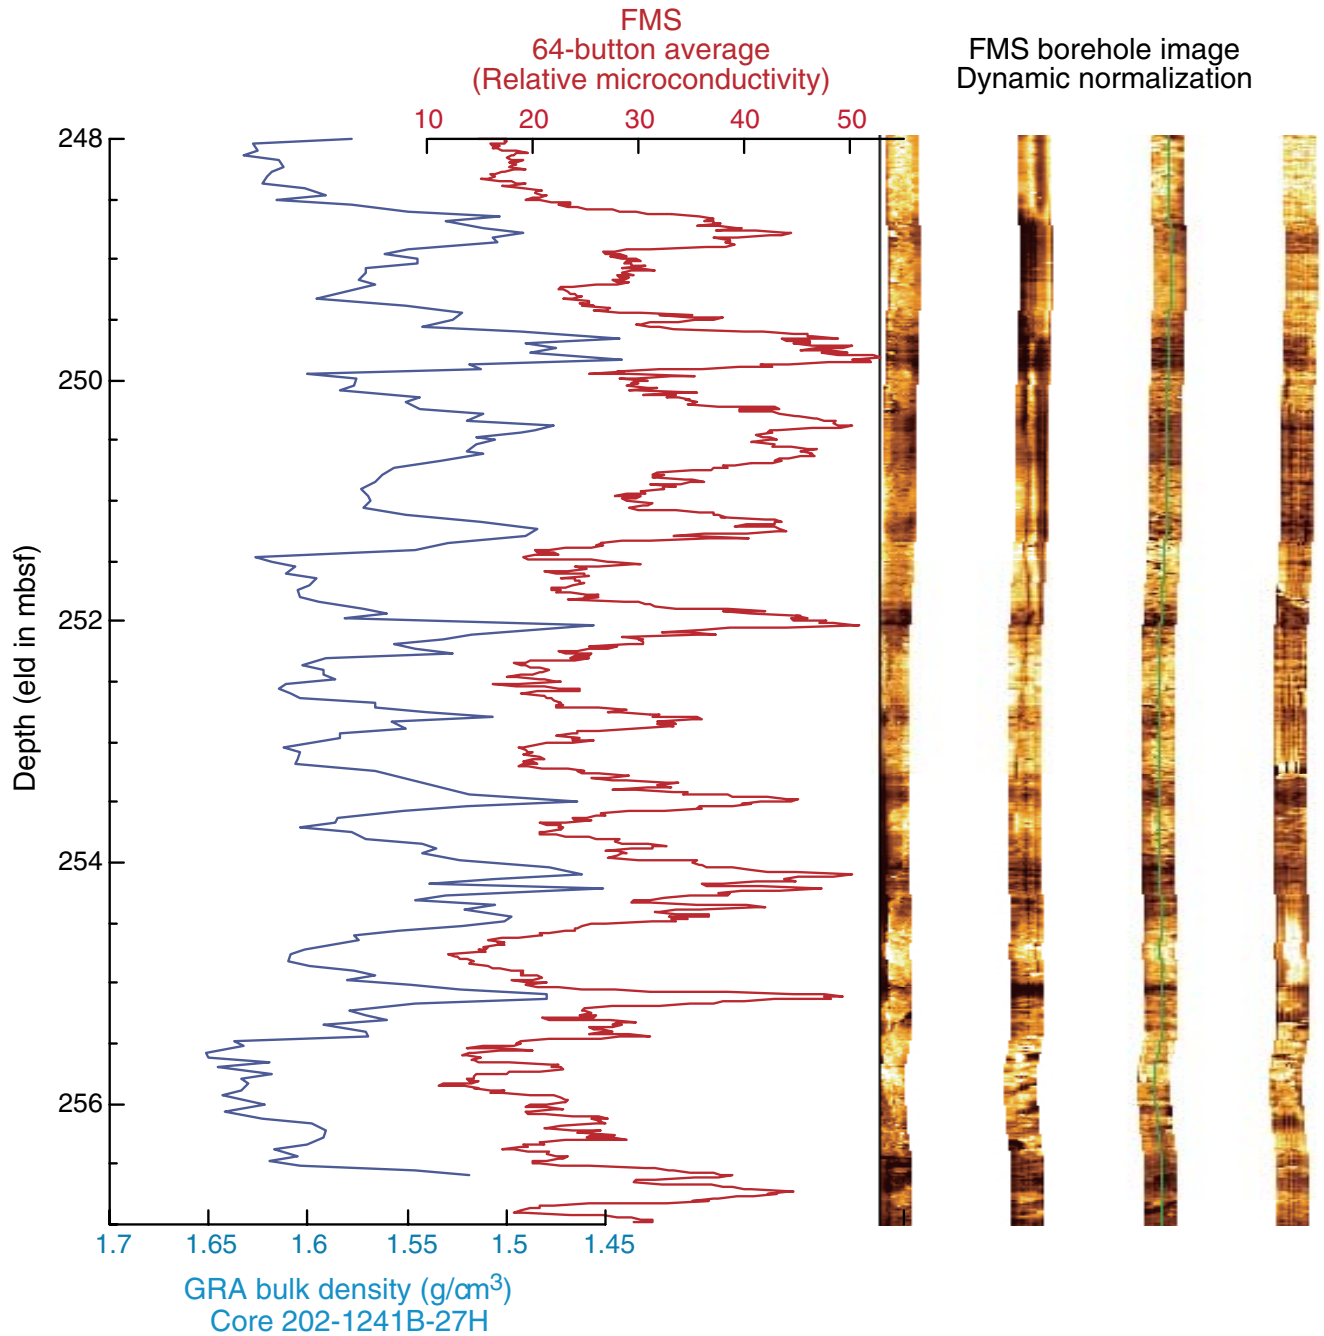 FMS
64-button average
(Relative microconductivity)
FMS borehole image
Dynamic normalization
10 20 30 40 50
248
250
252
254
256
Depth (eld in mbsf)
1.7 1.65 1.6 1.55 1.5 1.45
GRA bulk density (g/cm³)
Core 202-1241B-27H